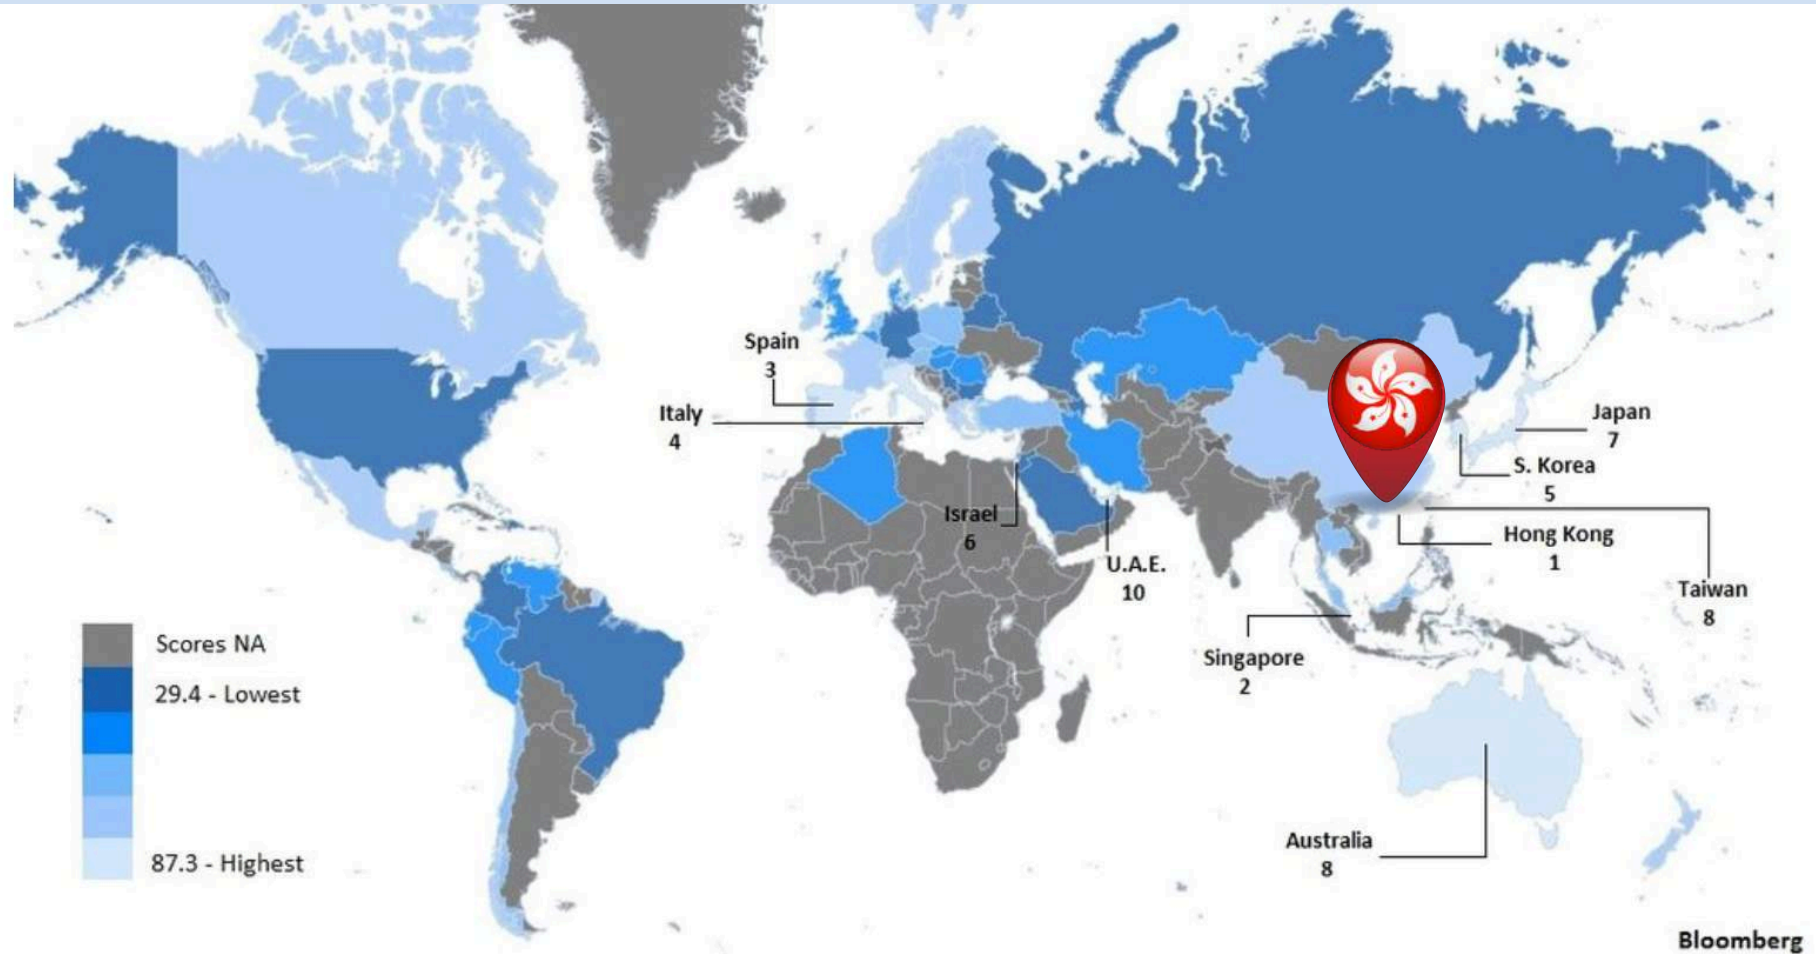 Spain
3
Italy
4
Japan
7
S. Korea
5
Israel
6
Hong Kong
1
U.A.E.
10
Taiwan
8
Singapore
2
Scores NA
29.4 - Lowest
87.3 - Highest
Australia
8
Bloomberg